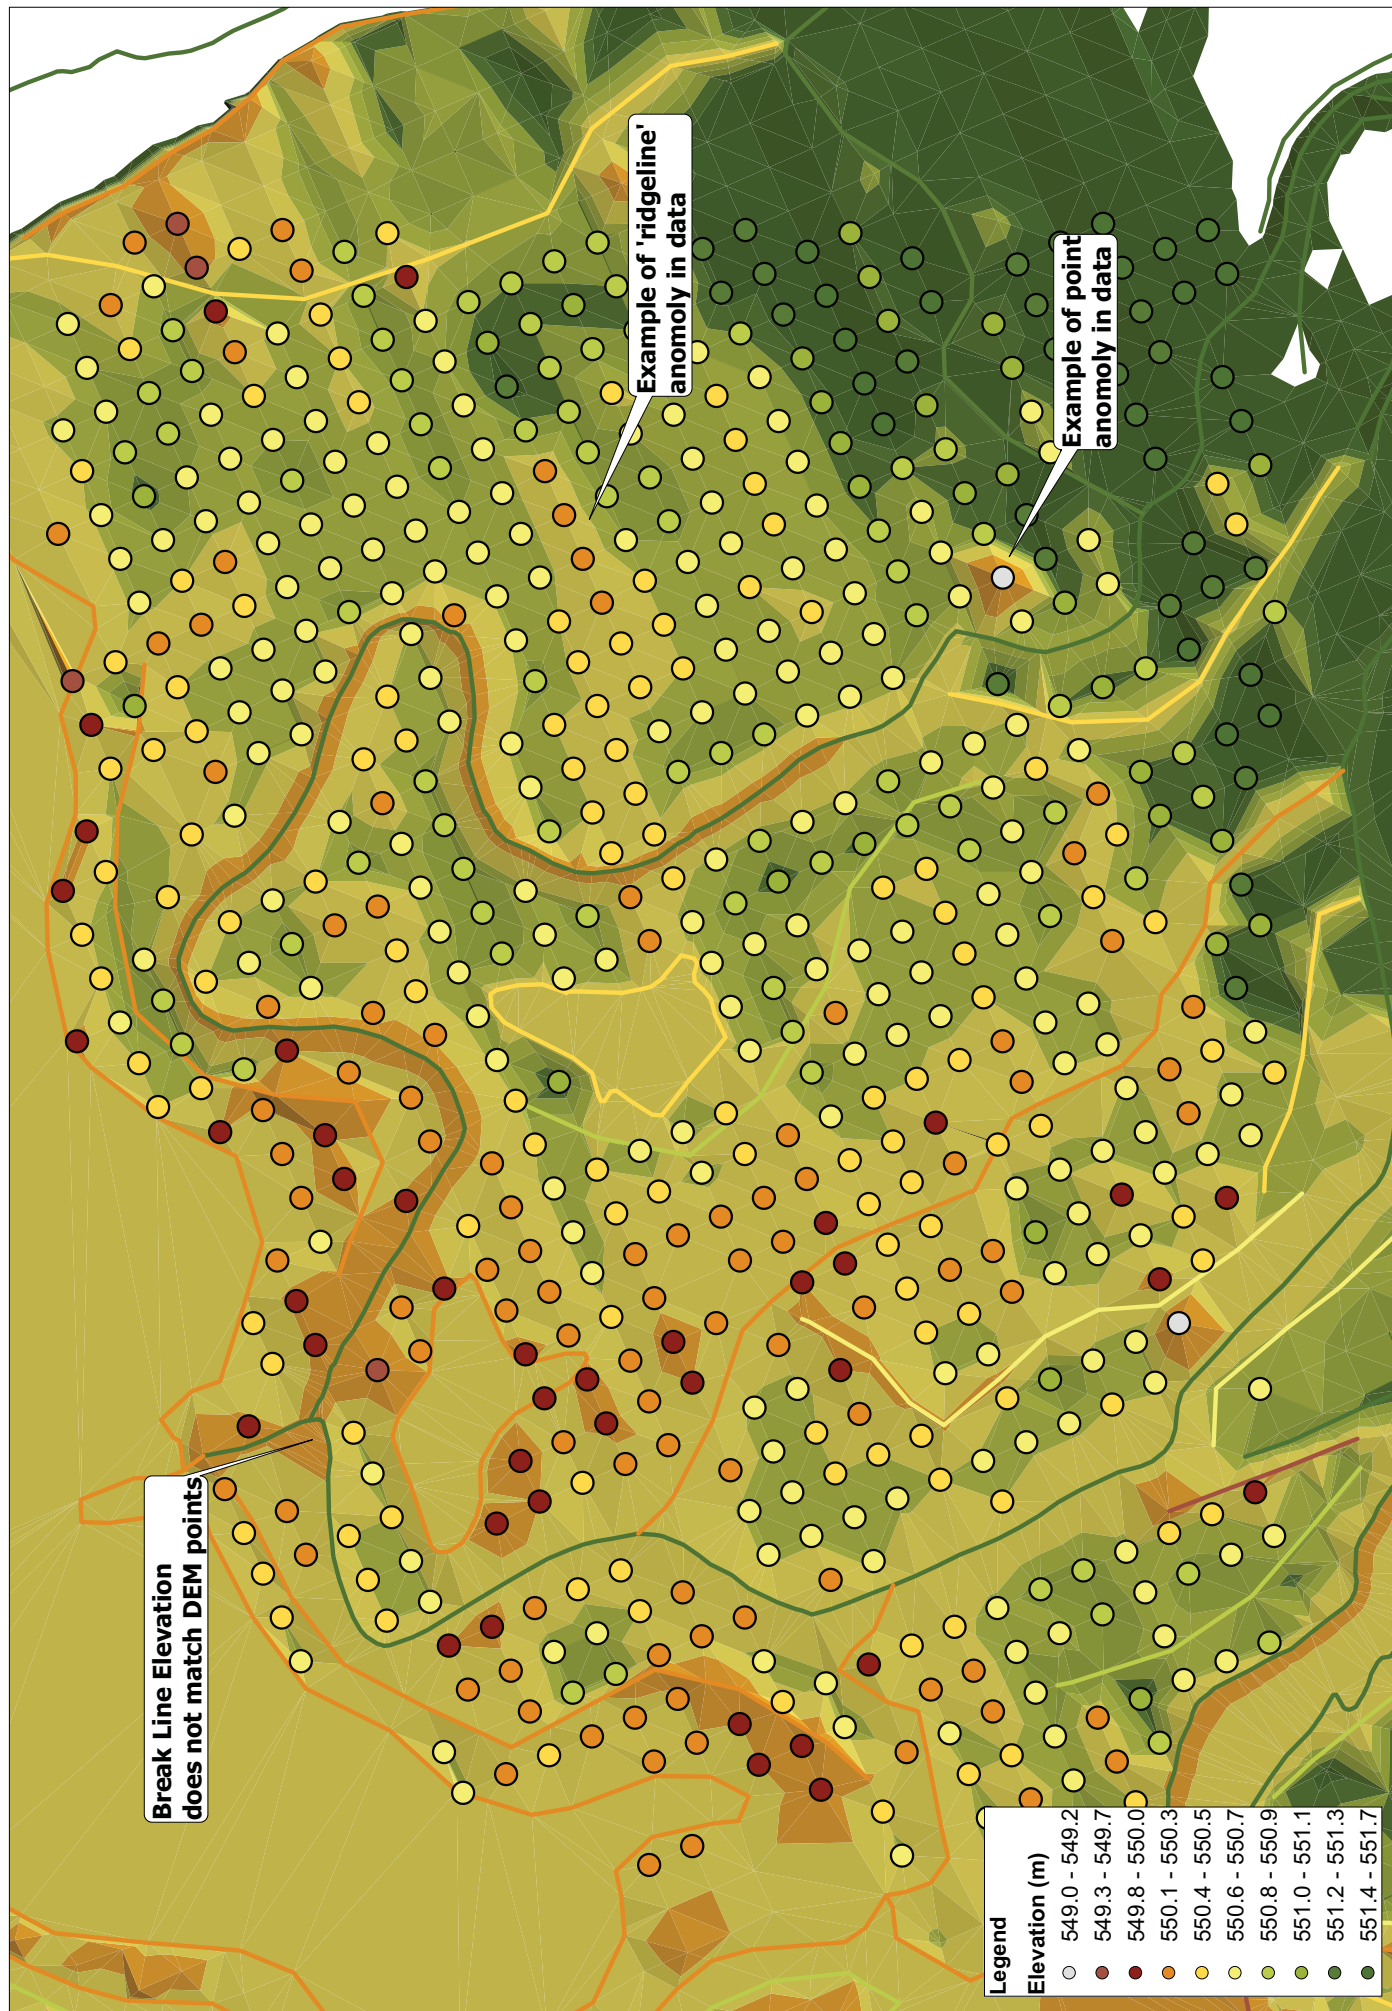 Break Line Elevation
does not match DEM points
Example of 'ridgeline'
anomoly in data
Example of point
anomoly in data
Legend
Elevation (m)
549.0 - 549.2
549.3 - 549.7
549.8 - 550.0
550.1 - 550.3
550.4 - 550.5
550.6 - 550.7
550.8 - 550.9
551.0 - 551.1
551.2 - 551.3
551.4 - 551.7